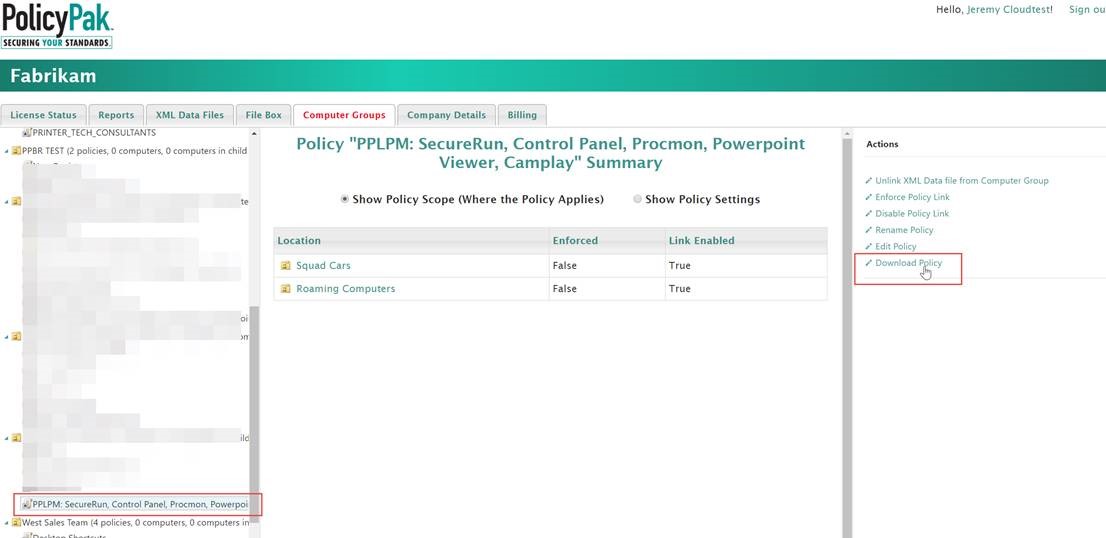 PolicyPak
SECURING YOUR STANDARDS.
Hello, Jeremy Cloudtest! Sign ou
Fabrikam
License Status Reports XML Data Files File Box Computer Groups Company Details Billing
PRINTER_TECH_CONSULTANTS
PPBR TEST (2 policies, 0 computers, 0 computers in child
PPLPM: SecureRun, Control Panel, Procmon, Powerpoi
West Sales Team (4 policies, 0 computers, 0 computers in
Desktop Shortcuts
Policy "PPLPM: SecureRun, Control Panel, Procmon, Powerpoint
Viewer, Camplay" Summary
Show Policy Scope (Where the Policy Applies) Show Policy Settings
Location Enforced Link Enabled
Squad Cars False True
Roaming Computers False True
Actions
Unlink XML Data file from Computer Group
Enforce Policy Link
Disable Policy Link
Rename Policy
Edit Policy
Download Policy